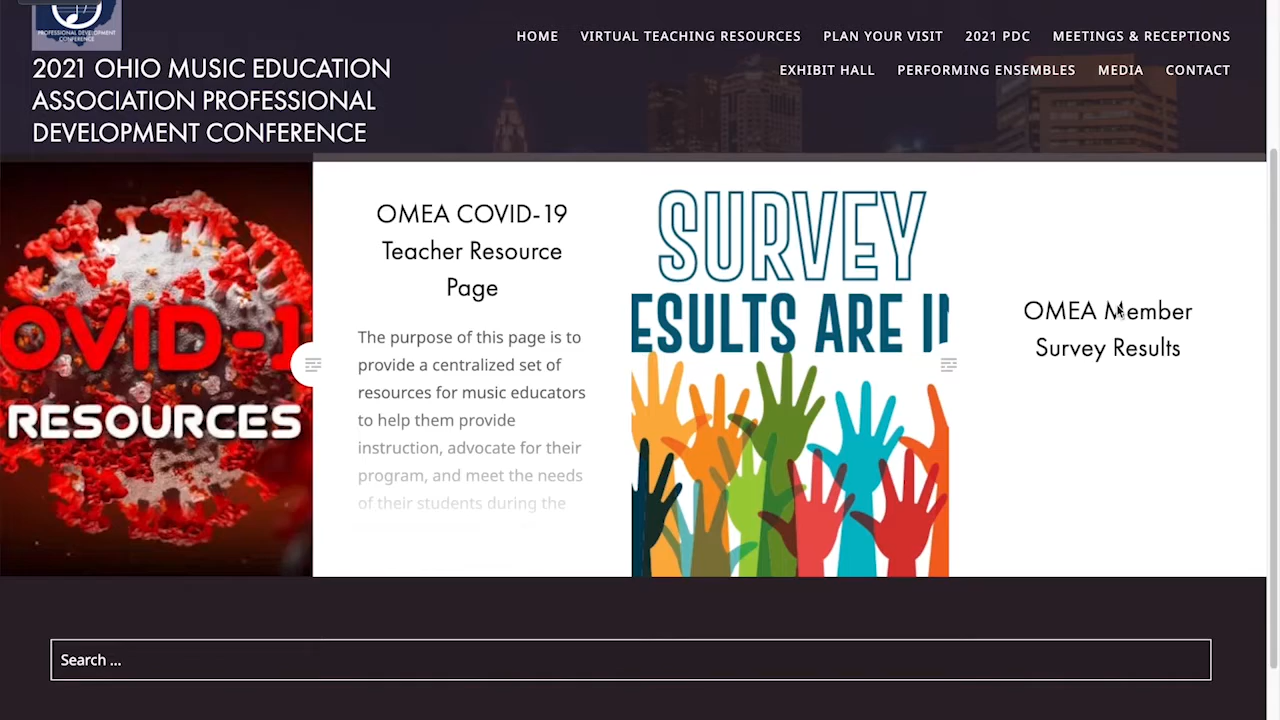 PROFESSIONAL DEVELOPMENT
CONFERENCE
2021 OHIO MUSIC EDUCATION
ASSOCIATION PROFESSIONAL
DEVELOPMENT CONFERENCE
HOME VIRTUAL TEACHING RESOURCES PLAN YOUR VISIT 2021 PDC MEETINGS & RECEPTIONS
EXHIBIT HALL PERFORMING ENSEMBLES MEDIA CONTACT
OVID-1
RESOURCES
OMEA COVID-19
Teacher Resource
Page
The purpose of this page is to
provide a centralized set of
resources for music educators
to help them provide
instruction, advocate for their
program, and meet the needs
of their students during the
SURVEY
ESULTS ARE I
OMEA Member
Survey Results
Search ...